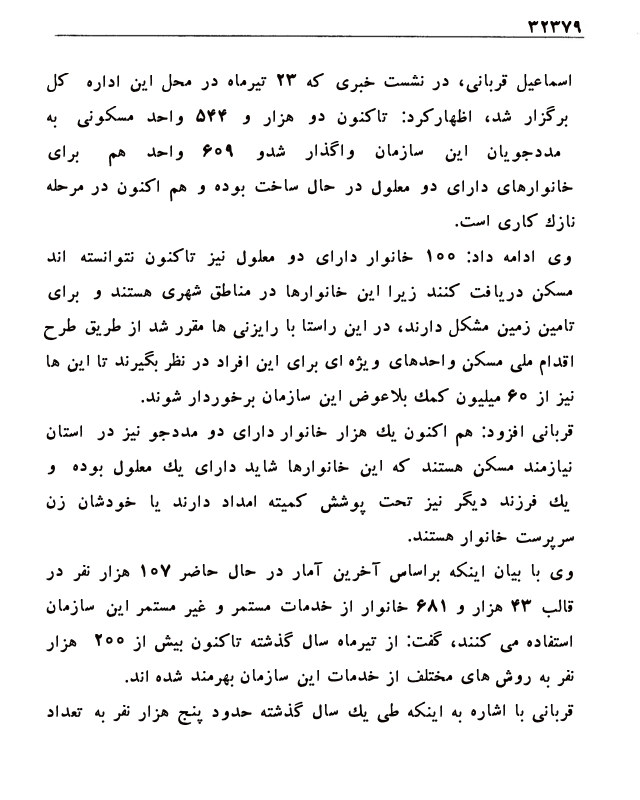 ۳۲۳۷۹
اسماعیل قربانی، در نشست خبری که ۲۳ تیرماه در محل این اداره کل
برگزار شد، اظهارکرد: تاکنون دو هزار و ۵۴۴ واحد مسکونی به
مددجویان این سازمان واگذار شدو ۶۰۹ واحد هم برای
خانوارهای دارای دو معلول در حال ساخت بوده و هم اکنون در مرحله
نازك کاری است.
وی ادامه داد: ۱۰۰ خانوار دارای دو معلول نیز تاکنون نتوانسته اند
مسکن دریافت کنند زیرا این خانوارها در مناطق شهری هستند و برای
تامین زمین مشکل دارند، در این راستا با رایزنی ها مقرر شد از طریق طرح
اقدام ملی مسکن واحدهای ویژه ای برای این افراد در نظر بگیرند تا این ها
نیز از ۶۰ میلیون کمك بلاعوض این سازمان برخوردار شوند.
قربانی افزود: هم اکنون یك هزار خانوار دارای دو مددجو نیز در استان
نیازمند مسکن هستند که این خانوارها شاید دارای یك معلول بوده و
یك فرزند دیگر نیز تحت پوشش کمیته امداد دارند یا خودشان زن
سرپرست خانوار هستند.
وی با بیان اینکه براساس آخرین آمار در حال حاضر ۱۰۷ هزار نفر در
قالب ۴۳ هزار و ۶۸۱ خانوار از خدمات مستمر و غیر مستمر این سازمان
استفاده می کنند، گفت: از تیرماه سال گذشته تاکنون بیش از ۲۰۰ هزار
نفر به روش های مختلف از خدمات این سازمان بهرمند شده اند.
قربانی با اشاره به اینکه طی یك سال گذشته حدود پنج هزار نفر به تعداد